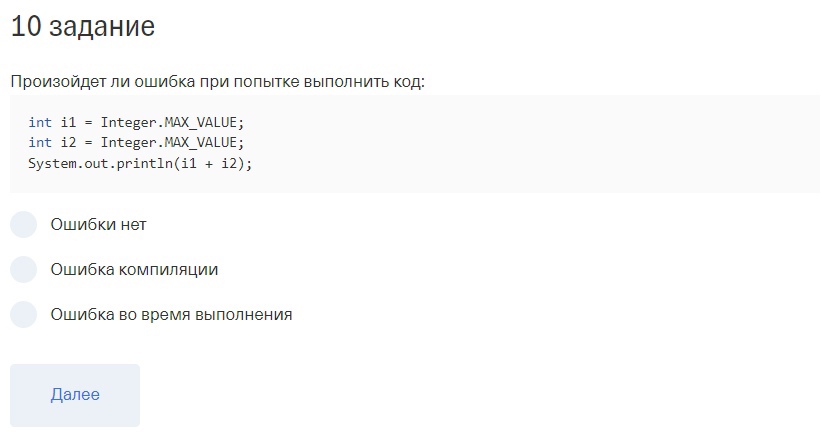 10 задание
Произойдет ли ошибка при попытке выполнить код:
int i1 = Integer.MAX_VALUE;
int i2 = Integer.MAX_VALUE;
System.out.println(i1 + i2);
Ошибки нет
Ошибка компиляции
Ошибка во время выполнения
Далее